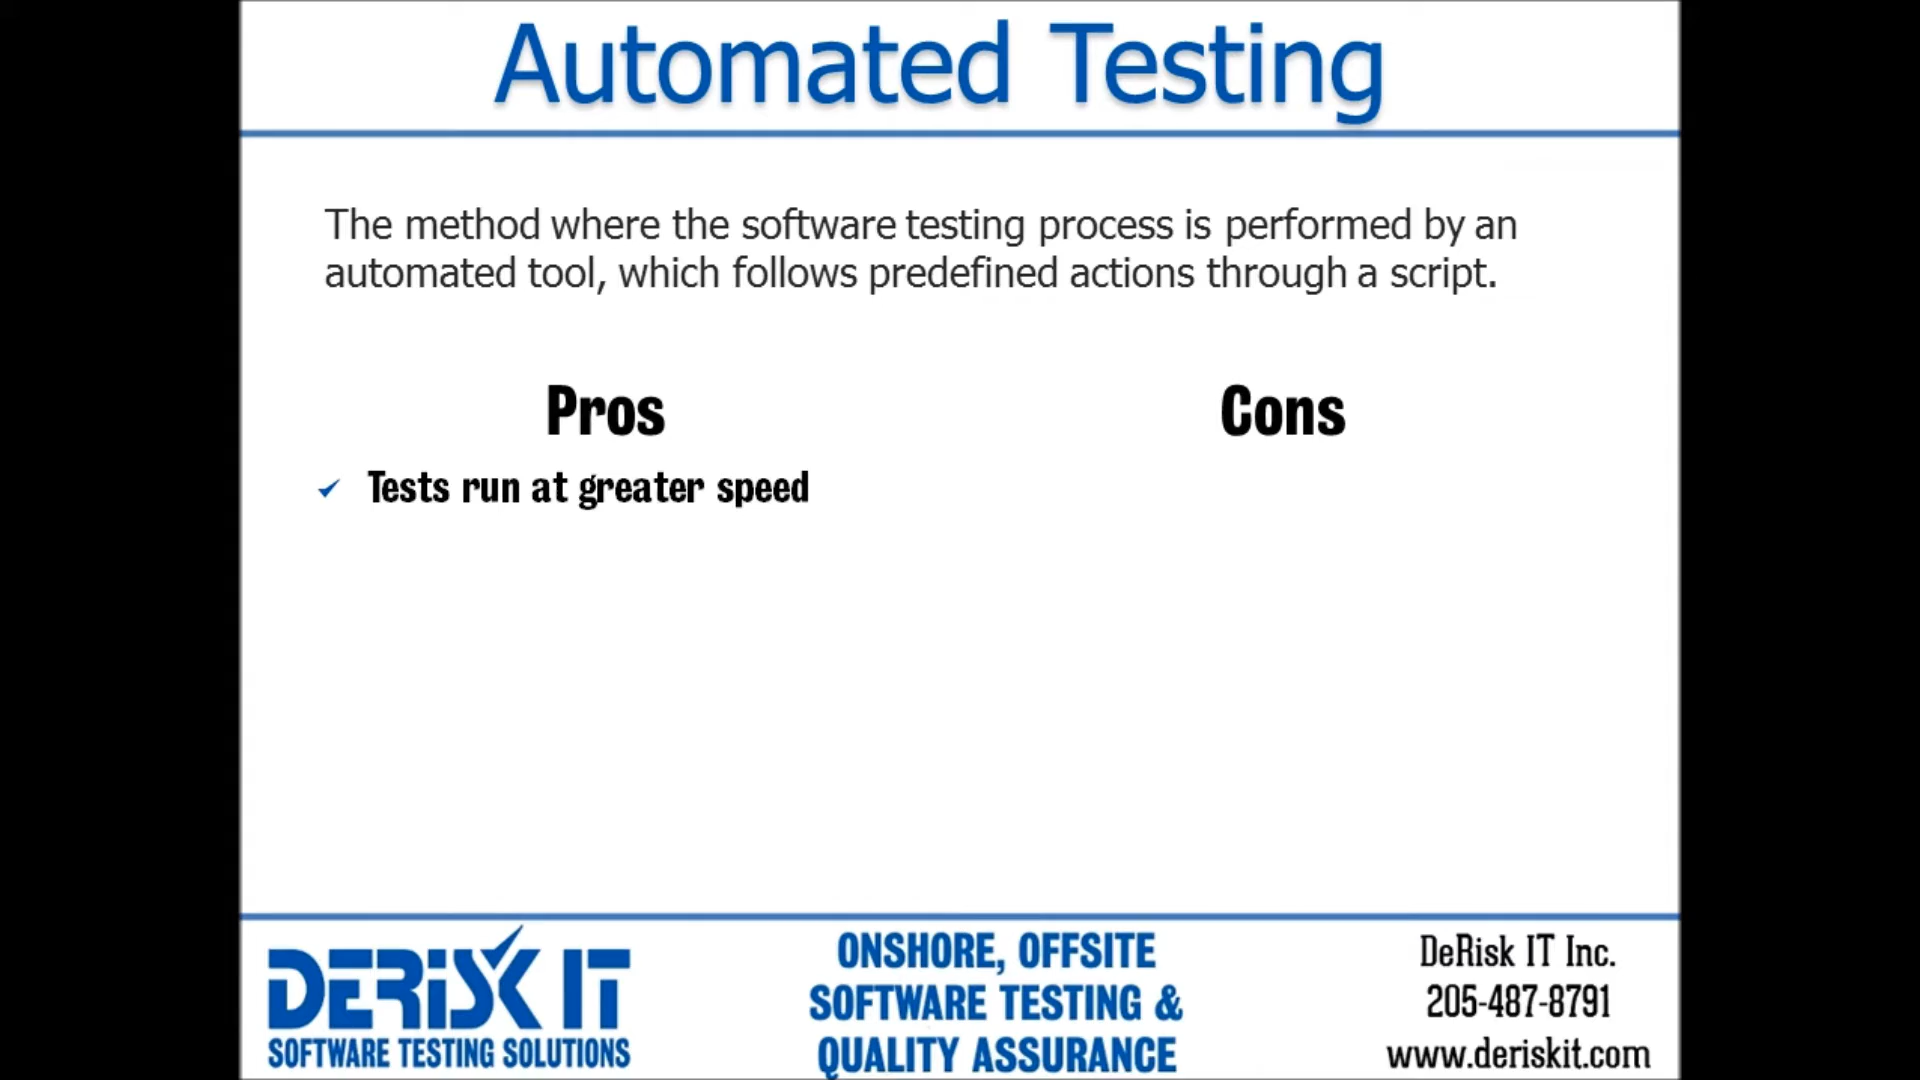 Automated Testing
The method where the software testing process is performed by an
automated tool, which follows predefined actions through a script.
Pros
Cons
Tests run at greater speed
DERiSK IT
SOFTWARE TESTING SOLUTIONS
ONSHORE, OFFSITE
SOFTWARE TESTING &
QUALITY ASSURANCE
DeRisk IT Inc.
205-487-8791
www.deriskit.com